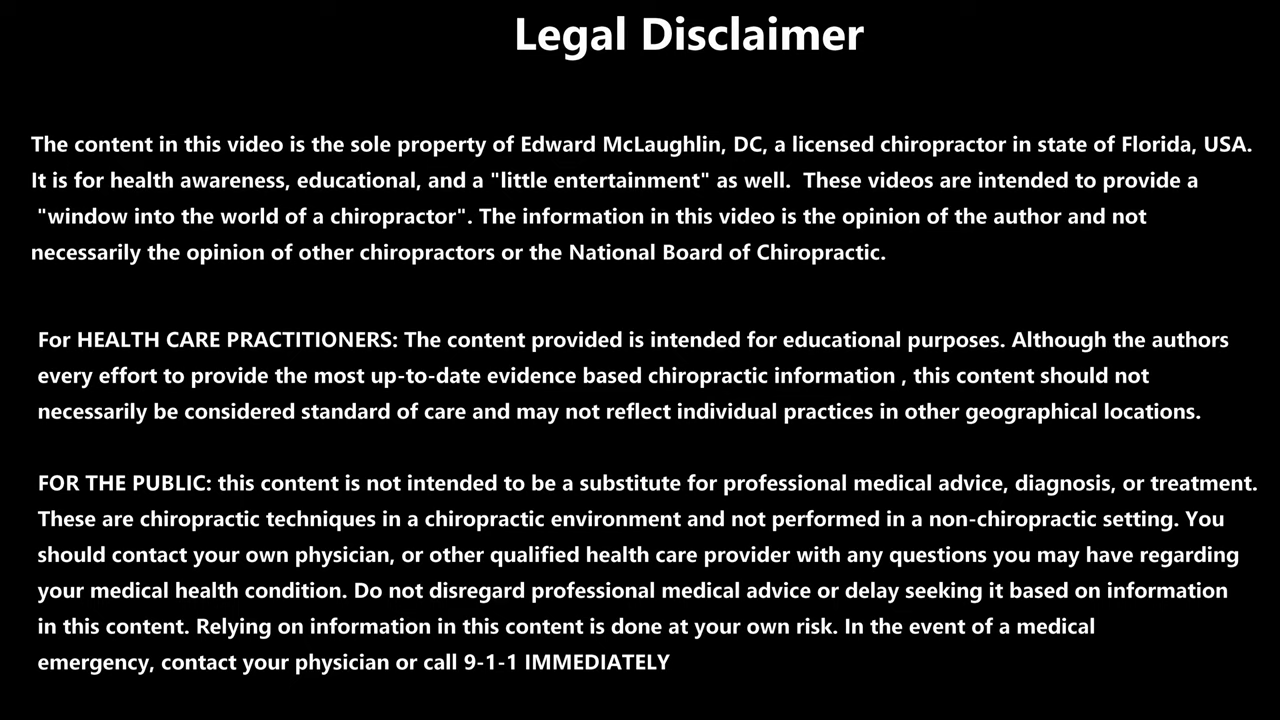 Legal Disclaimer
The content in this video is the sole property of Edward McLaughlin, DC, a licensed chiropractor in state of Florida, USA.
It is for health awareness, educational, and a "little entertainment" as well.  These videos are intended to provide a
"window into the world of a chiropractor". The information in this video is the opinion of the author and not
necessarily the opinion of other chiropractors or the National Board of Chiropractic.
For HEALTH CARE PRACTITIONERS: The content provided is intended for educational purposes. Although the authors
every effort to provide the most up-to-date evidence based chiropractic information , this content should not
necessarily be considered standard of care and may not reflect individual practices in other geographical locations.
FOR THE PUBLIC: this content is not intended to be a substitute for professional medical advice, diagnosis, or treatment.
These are chiropractic techniques in a chiropractic environment and not performed in a non-chiropractic setting. You
should contact your own physician, or other qualified health care provider with any questions you may have regarding
your medical health condition. Do not disregard professional medical advice or delay seeking it based on information
in this content. Relying on information in this content is done at your own risk. In the event of a medical
emergency, contact your physician or call 9-1-1 IMMEDIATELY